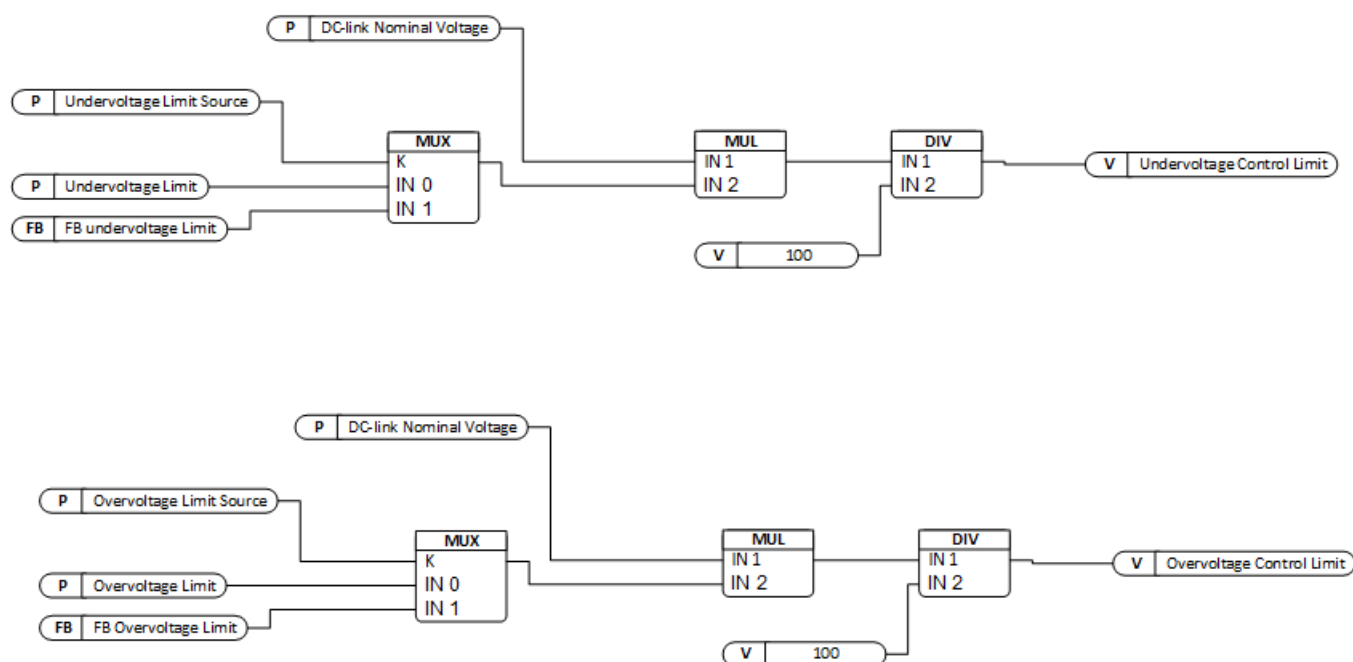 P DC-link Nominal Voltage
P Undervoltage Limit Source
MUX
K
IN 0
IN 1
P Undervoltage Limit
FB FB undervoltage Limit
MUL
IN 1
IN 2
DIV
IN 1
IN 2
V Undervoltage Control Limit
V 100
P DC-link Nominal Voltage
P Overvoltage Limit Source
MUX
K
IN 0
IN 1
P Overvoltage Limit
FB FB Overvoltage Limit
MUL
IN 1
IN 2
DIV
IN 1
IN 2
V Overvoltage Control Limit
V 100